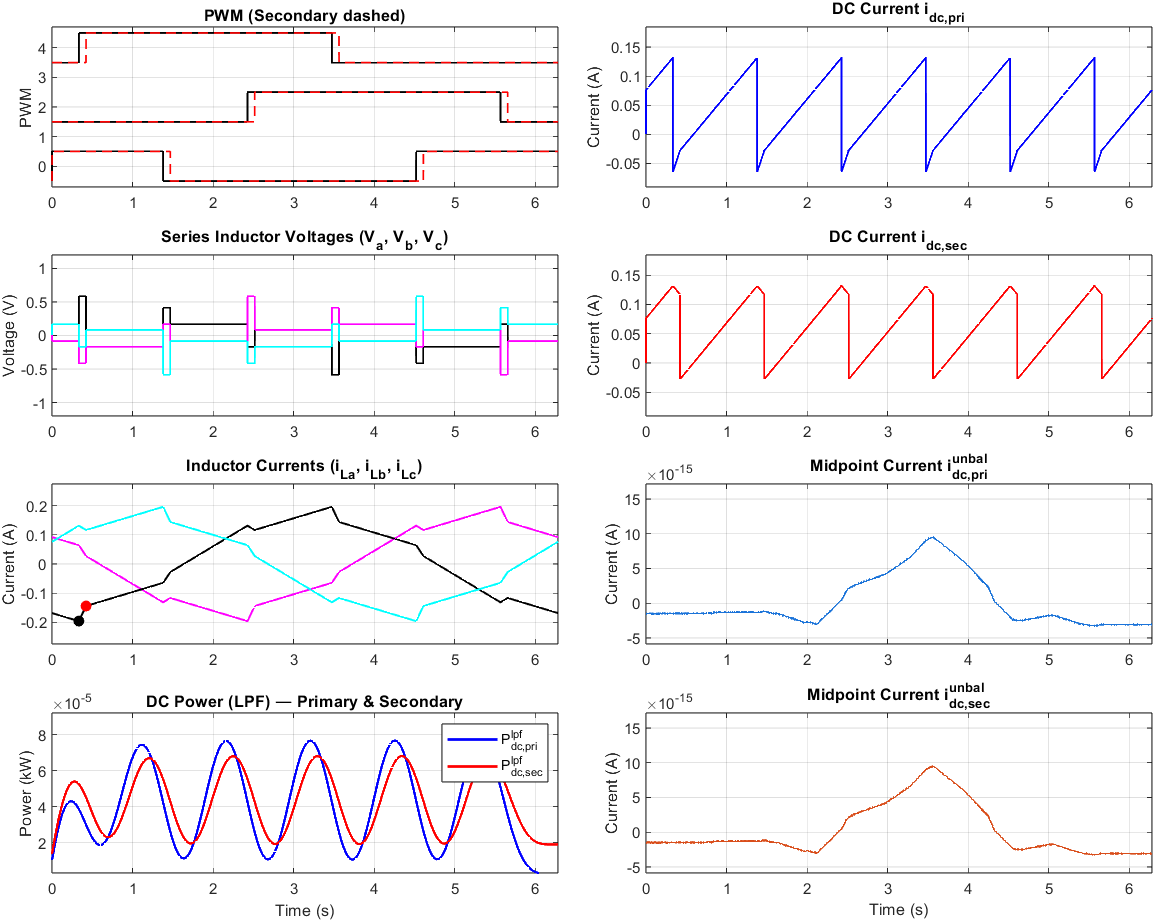 PWM (Secondary dashed)
PWM
4
3
2
1
0
0 1 2 3 4 5 6
DC Current i_dc,pri
Current (A)
0.15
0.1
0.05
0
-0.05
0 1 2 3 4 5 6
Series Inductor Voltages (V_a, V_b, V_c)
Voltage (V)
1
0.5
0
-0.5
-1
0 1 2 3 4 5 6
DC Current i_dc,sec
Current (A)
0.15
0.1
0.05
0
-0.05
0 1 2 3 4 5 6
Inductor Currents (i_La, i_Lb, i_Lc)
Current (A)
0.2
0.1
0
-0.1
-0.2
0 1 2 3 4 5 6
Midpoint Current i_dc,pri^unbal
×10^-15
Current (A)
15
10
5
0
-5
0 1 2 3 4 5 6
DC Power (LPF) — Primary & Secondary
×10^-5
Power (kW)
8
6
4
2
P_dc,pri^lpf
P_dc,sec^lpf
0 1 2 3 4 5 6
Time (s)
Midpoint Current i_dc,sec^unbal
×10^-15
Current (A)
15
10
5
0
-5
0 1 2 3 4 5 6
Time (s)